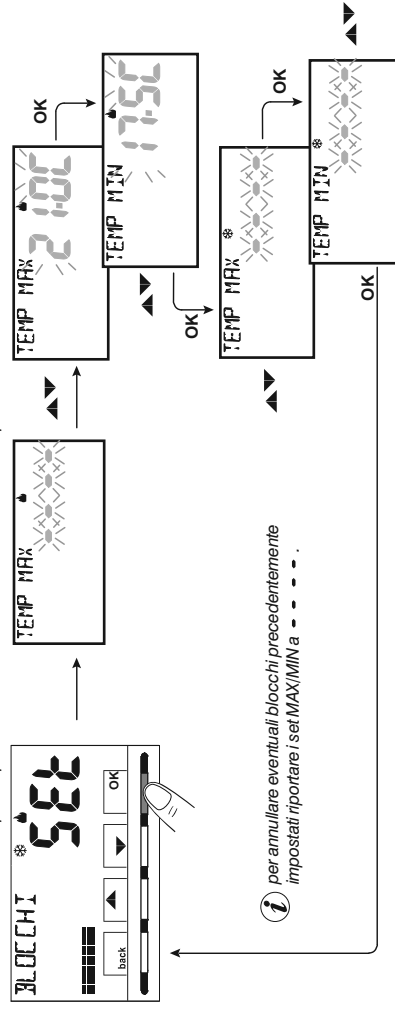 BLOCCHI
SEt
back
OK
TEMP MAX
- - - -
TEMP MAX
21.0C
OK
TEMP MIN
17.5C
OK
TEMP MAX
- - - -
OK
TEMP MIN
- - - -
OK
i per annullare eventuali blocchi precedentemente
impostati riportare i set MAX/MIN a - - - - .